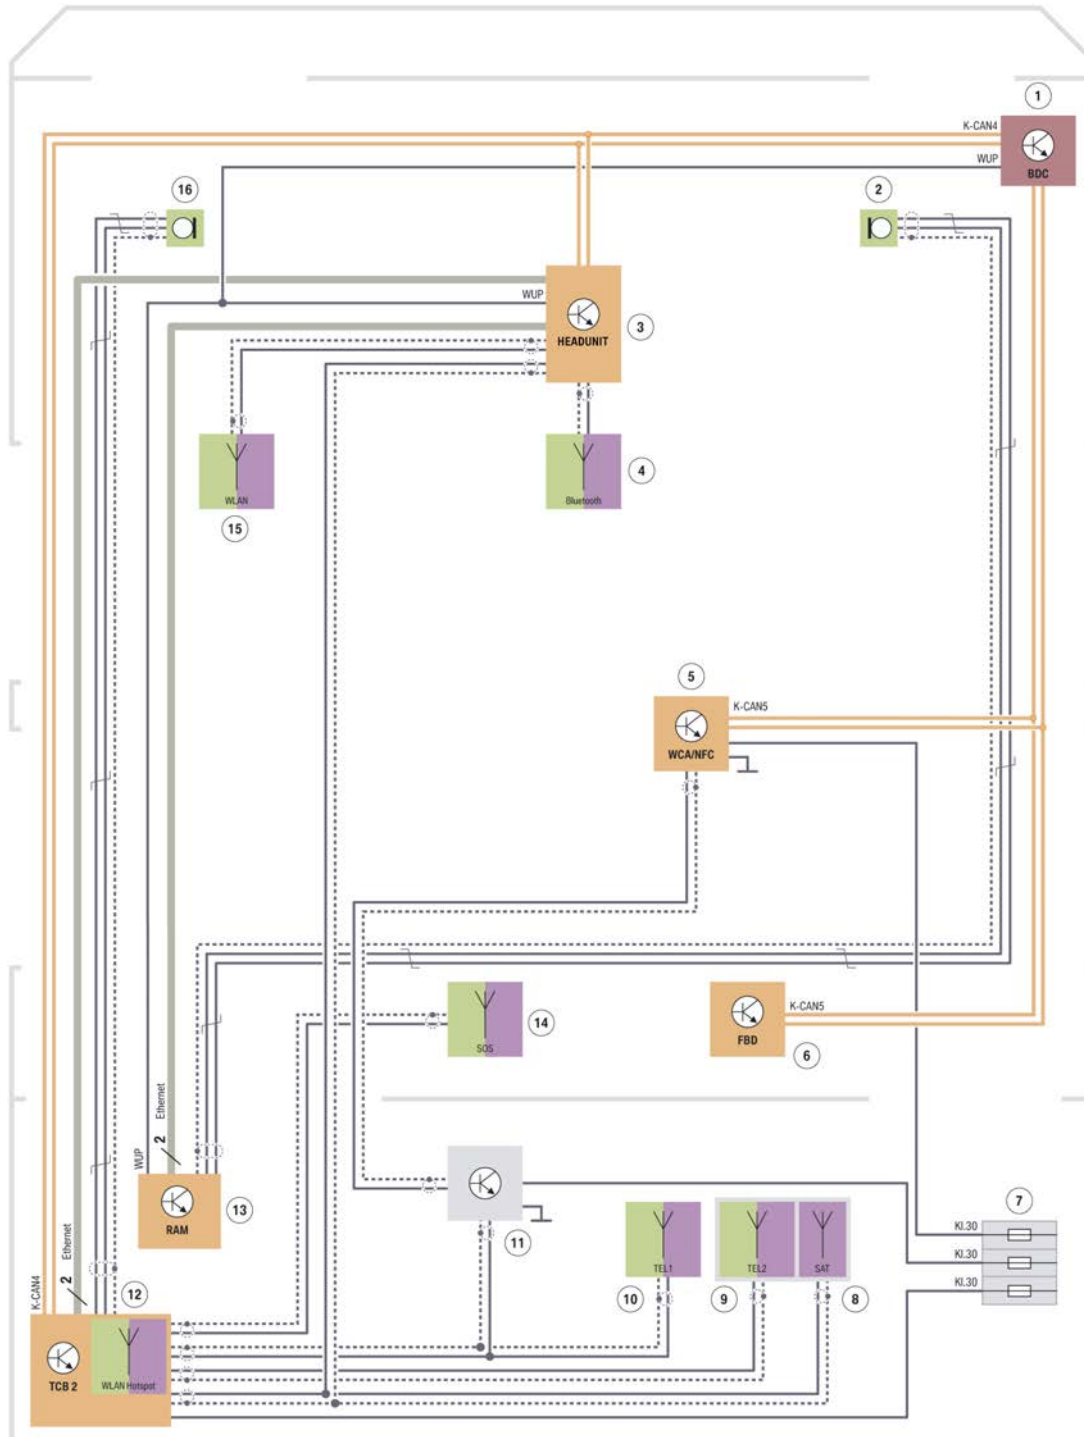 1
K-CAN4
WUP
BDC
16
2
WUP
HEADUNIT
3
WLAN
15
Bluetooth
4
5
K-CAN5
WCA/NFC
SOS
14
K-CAN5
FBD
6
Ethernet
2
WUP
RAM
13
11
TEL1
10
TEL2
SAT
9
8
7
Kl.30
Kl.30
Kl.30
Ethernet
2
K-CAN4
12
TCB 2
WLAN Hotspot